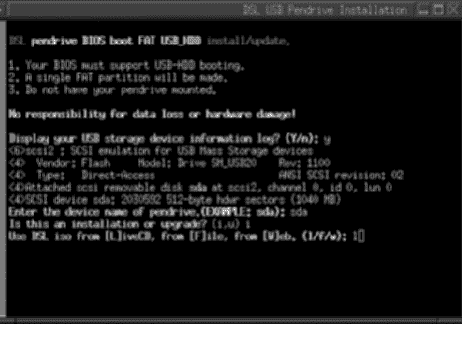 DSL USB Pendrive Installation
DSL pendrive BIOS boot FAT USB_HDD install/update.
1. Your BIOS must support USB-HDD booting.
2. A single FAT partition will be made.
3. Do not have your pendrive mounted.
No responsibility for data loss or hardware damage!
Display your USB storage device information log? (Y/n): y
<6>scsi2 : SCSI emulation for USB Mass Storage devices
<4> Vendor: Flash Model: Drive SM_USB20 Rev: 1100
<4> Type: Direct-Access ANSI SCSI revision: 02
<4>Attached scsi removable disk sda at scsi2, channel 0, id 0, lun 0
<4>SCSI device sda: 2030592 512-byte hdwr sectors (1040 MB)
Enter the device name of pendrive,(EXAMPLE: sda): sda
Is this an installation or upgrade? (i,u) i
Use DSL iso from [L]iveCD, from [F]ile, from [W]eb, (l/f/w): l